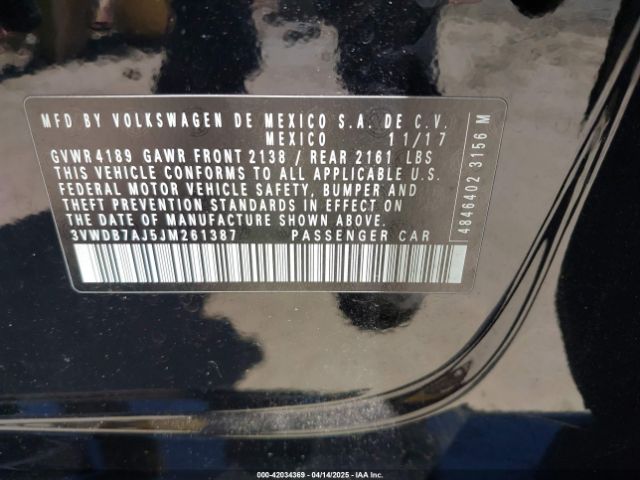 MFD BY VOLKSWAGEN DE MEXICO S.A. DE C.V.
MEXICO 11/17
GVWR 4189 GAWR FRONT 2138 / REAR 2161 LBS
THIS VEHICLE CONFORMS TO ALL APPLICABLE U.S.
FEDERAL MOTOR VEHICLE SAFETY, BUMPER AND
THEFT PREVENTION STANDARDS IN EFFECT ON
THE DATE OF MANUFACTURE SHOWN ABOVE
3VWDB7AJ5JM261387 PASSENGER CAR
4846402 3156 M
000-42034369 | 04/14/2025 | IAA Inc.